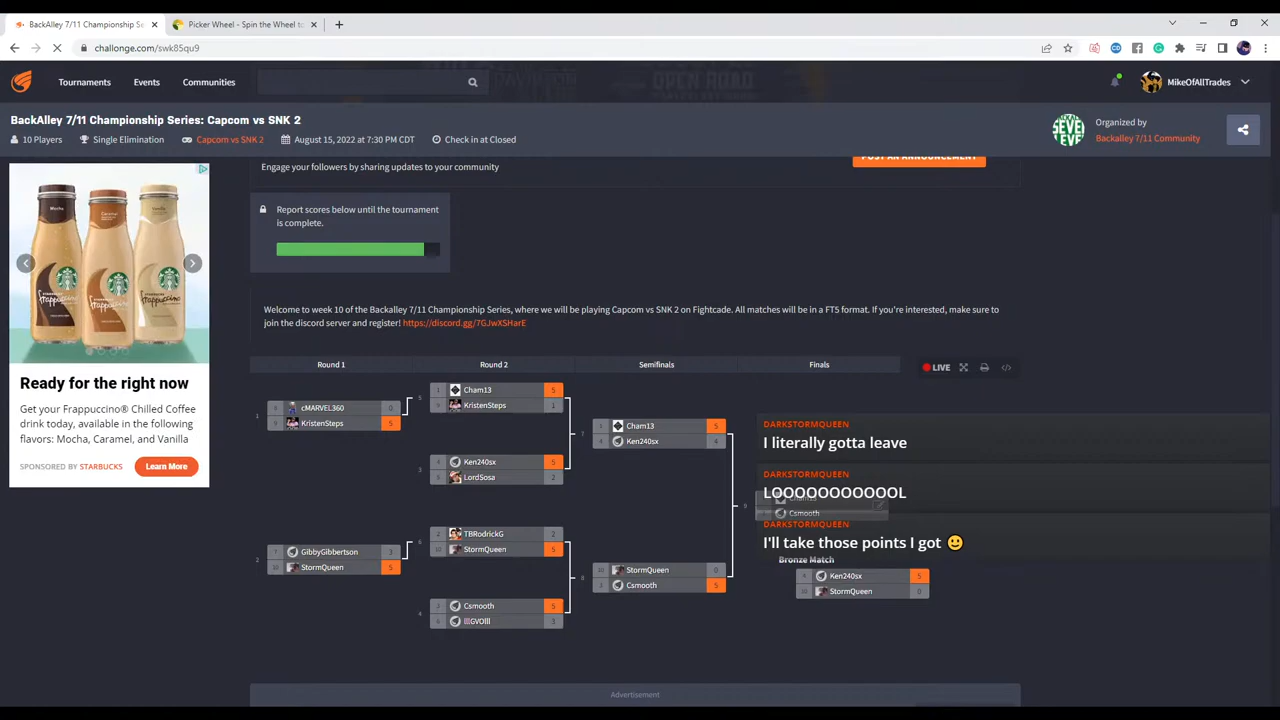 BackAlley 7/11 Championship Se
Picker Wheel - Spin the Wheel to
challonge.com/swk85qu9
Tournaments
Events
Communities
MikeOfAllTrades
BackAlley 7/11 Championship Series: Capcom vs SNK 2
10 Players
Single Elimination
Capcom vs SNK 2
August 15, 2022 at 7:30 PM CDT
Check in at Closed
Organized by
Backalley 7/11 Community
Engage your followers by sharing updates to your community
POST AN ANNOUNCEMENT
Report scores below until the tournament
is complete.
Welcome to week 10 of the Backalley 7/11 Championship Series, where we will be playing Capcom vs SNK 2 on Fightcade. All matches will be in a FT5 format. If you're interested, make sure to
join the discord server and register! https://discord.gg/7GJwXSHarE
Ready for the right now
Get your Frappuccino® Chilled Coffee
drink today, available in the following
flavors: Mocha, Caramel, and Vanilla
SPONSORED BY STARBUCKS
Learn More
Round 1
Round 2
Semifinals
Finals
LIVE
cMARVEL360 0
KristenSteps 5
GibbyGibbertson 3
StormQueen 5
Cham13 5
KristenSteps 1
Ken240sx 5
LordSosa 2
TBRodrickG 2
StormQueen 5
Csmooth 5
Cham13 5
Ken240sx
StormQueen 0
Csmooth 5
Cham13
Csmooth
DARKSTORMQUEEN
I literally gotta leave
DARKSTORMQUEEN
LOOOOOOOOOOOL
DARKSTORMQUEEN
I'll take those points I got
Bronze Match
Ken240sx 5
StormQueen 0
Advertisement